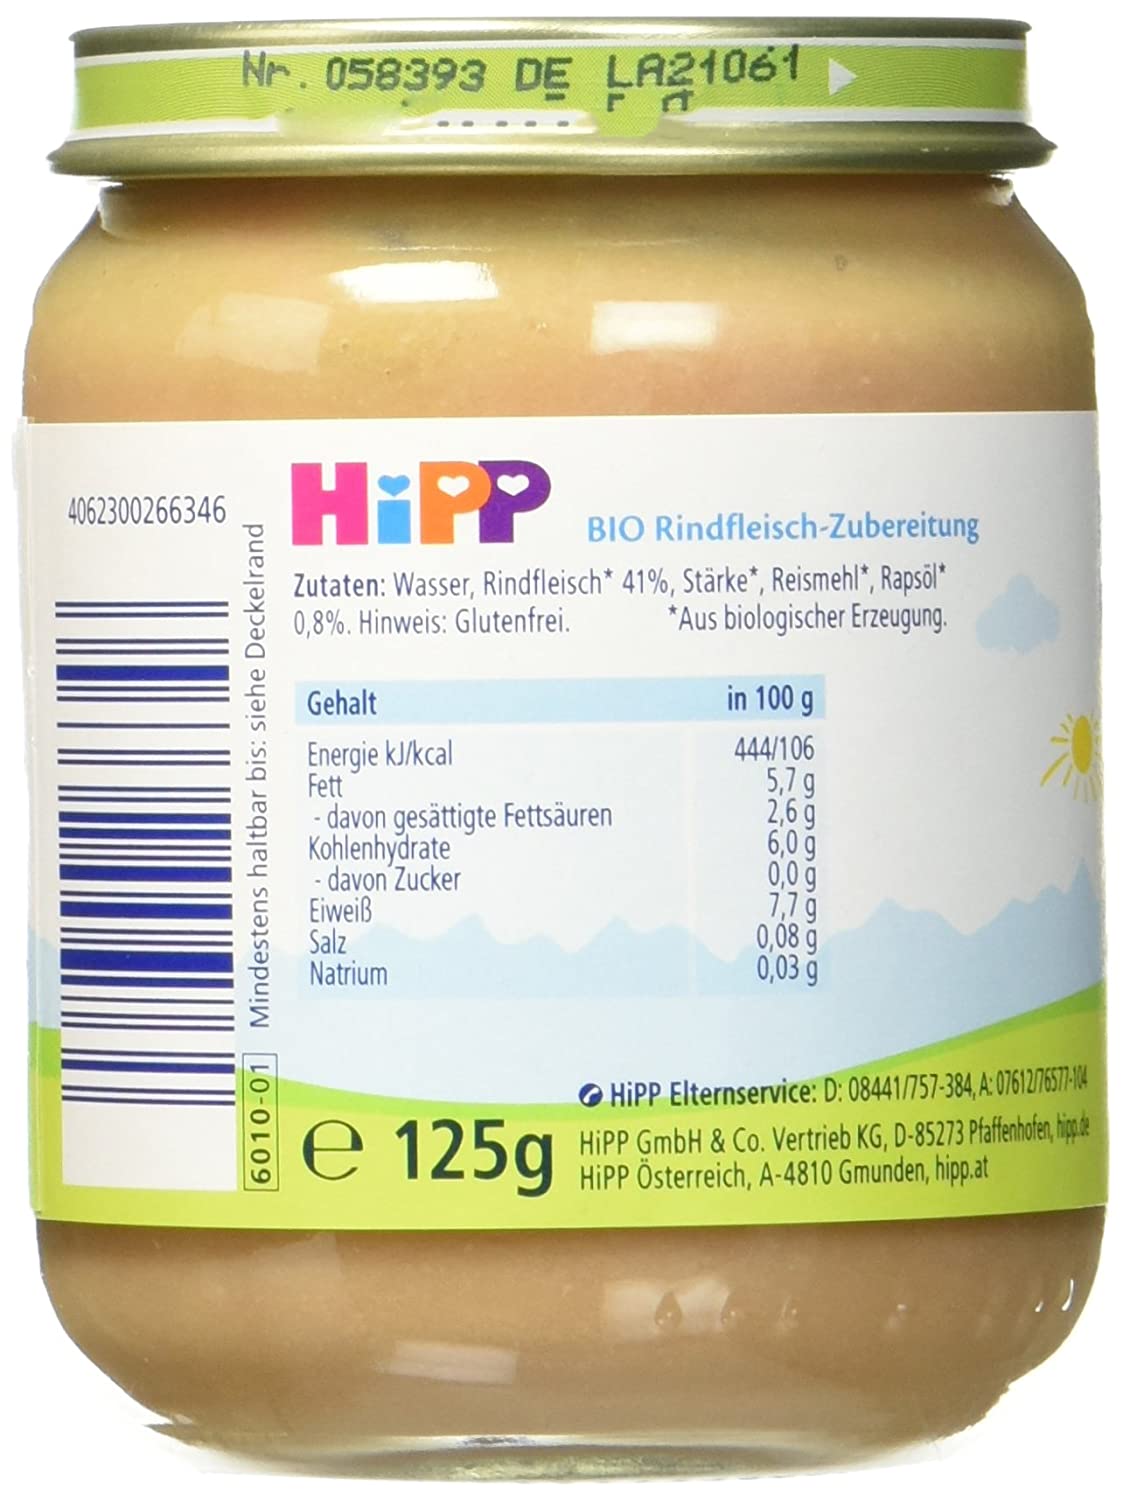 Nr. 058393 DE LA21061
4062300266346
HiPP
BIO Rindfleisch-Zubereitung
Zutaten: Wasser, Rindfleisch* 41%, Stärke*, Reismehl*, Rapsöl*
0,8%. Hinweis: Glutenfrei. *Aus biologischer Erzeugung.
Gehalt in 100 g
Energie kJ/kcal 444/106
Fett 5,7 g
- davon gesättigte Fettsäuren 2,6 g
Kohlenhydrate 6,0 g
- davon Zucker 0,0 g
Eiweiß 7,7 g
Salz 0,08 g
Natrium 0,03 g
Mindestens haltbar bis: siehe Deckelrand
6010-01
HiPP Elternservice: D: 08441/757-384, A: 07612/76577-104
e 125g
HiPP GmbH & Co. Vertrieb KG, D-85273 Pfaffenhofen, hipp.de
HiPP Österreich, A-4810 Gmunden, hipp.at